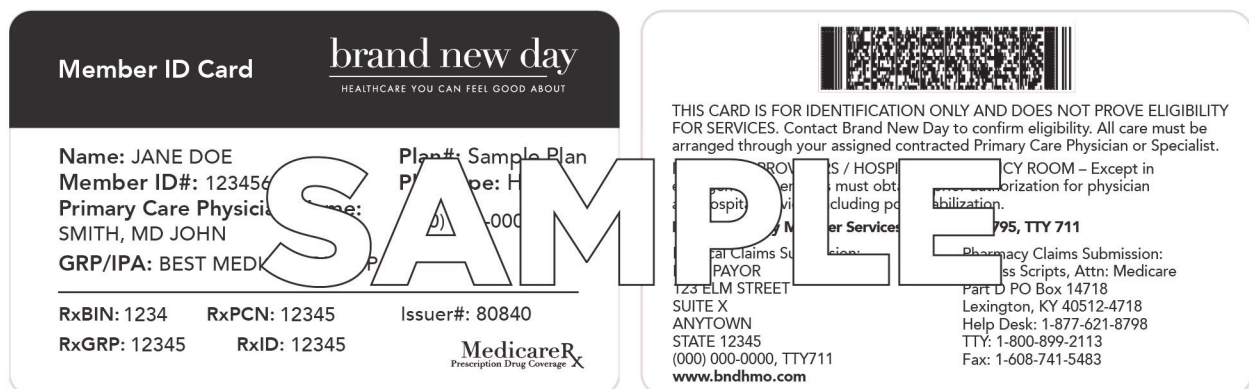 Member ID Card
brand new day
HEALTHCARE YOU CAN FEEL GOOD ABOUT
Name: JANE DOE
Plan#: Sample Plan
Member ID#: 123456
Primary Care
SMITH, MD JOHN
GRP/IPA: BEST
RxBIN: 1234 RxPCN: 12345 Issuer#: 80840
RxGRP: 12345 RxID: 12345
MedicareRx
Prescription Drug Coverage
SAMPLE
THIS CARD IS FOR IDENTIFICATION ONLY AND DOES NOT PROVE ELIGIBILITY
FOR SERVICES. Contact Brand New Day to confirm eligibility. All care must be
arranged through your assigned contracted Primary Care Physician or Specialist.
/ ROOM – Except in
must authorization for physician
Services 711
795, TTY 711
Claims
PAYOR
123 ELM STREET
SUITE X
ANYTOWN
STATE 12345
(000) 000-0000, TTY711
www.bndhmo.com
Pharmacy Claims Submission:
Scripts, Attn: Medicare
Part D PO Box 14718
Lexington, KY 40512-4718
Help Desk: 1-877-621-8798
TTY: 1-800-899-2113
Fax: 1-608-741-5483